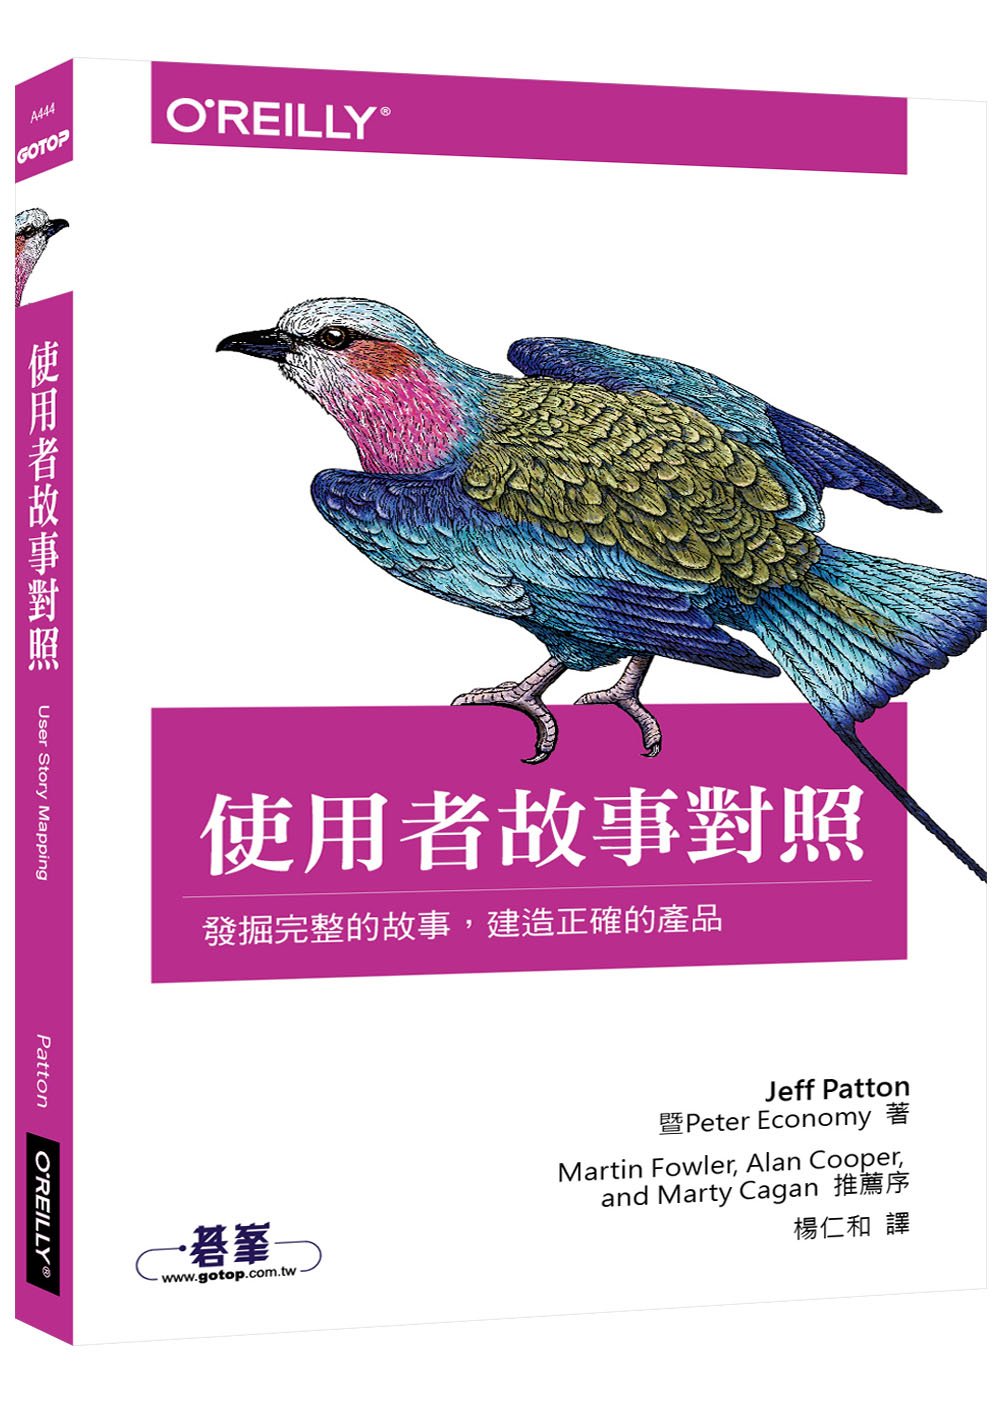 A444
GOTOP
使用者故事對照
User Story Mapping
Patton
O'REILLY®
O'REILLY®
使用者故事對照
發掘完整的故事，建造正確的產品
Jeff Patton
暨Peter Economy 著
Martin Fowler, Alan Cooper,
and Marty Cagan 推薦序
楊仁和 譯
碁峯
www.gotop.com.tw